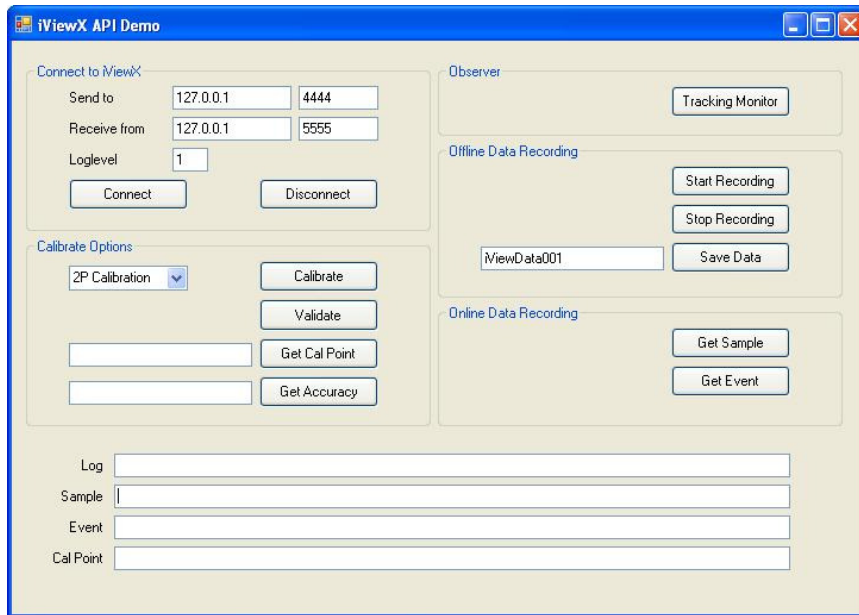 iViewX API Demo
Connect to iViewX
Send to 127.0.0.1 4444
Receive from 127.0.0.1 5555
Loglevel 1
Connect Disconnect
Calibrate Options
2P Calibration Calibrate
Validate
Get Cal Point
Get Accuracy
Observer
Tracking Monitor
Offline Data Recording
Start Recording
Stop Recording
iViewData001 Save Data
Online Data Recording
Get Sample
Get Event
Log
Sample
Event
Cal Point